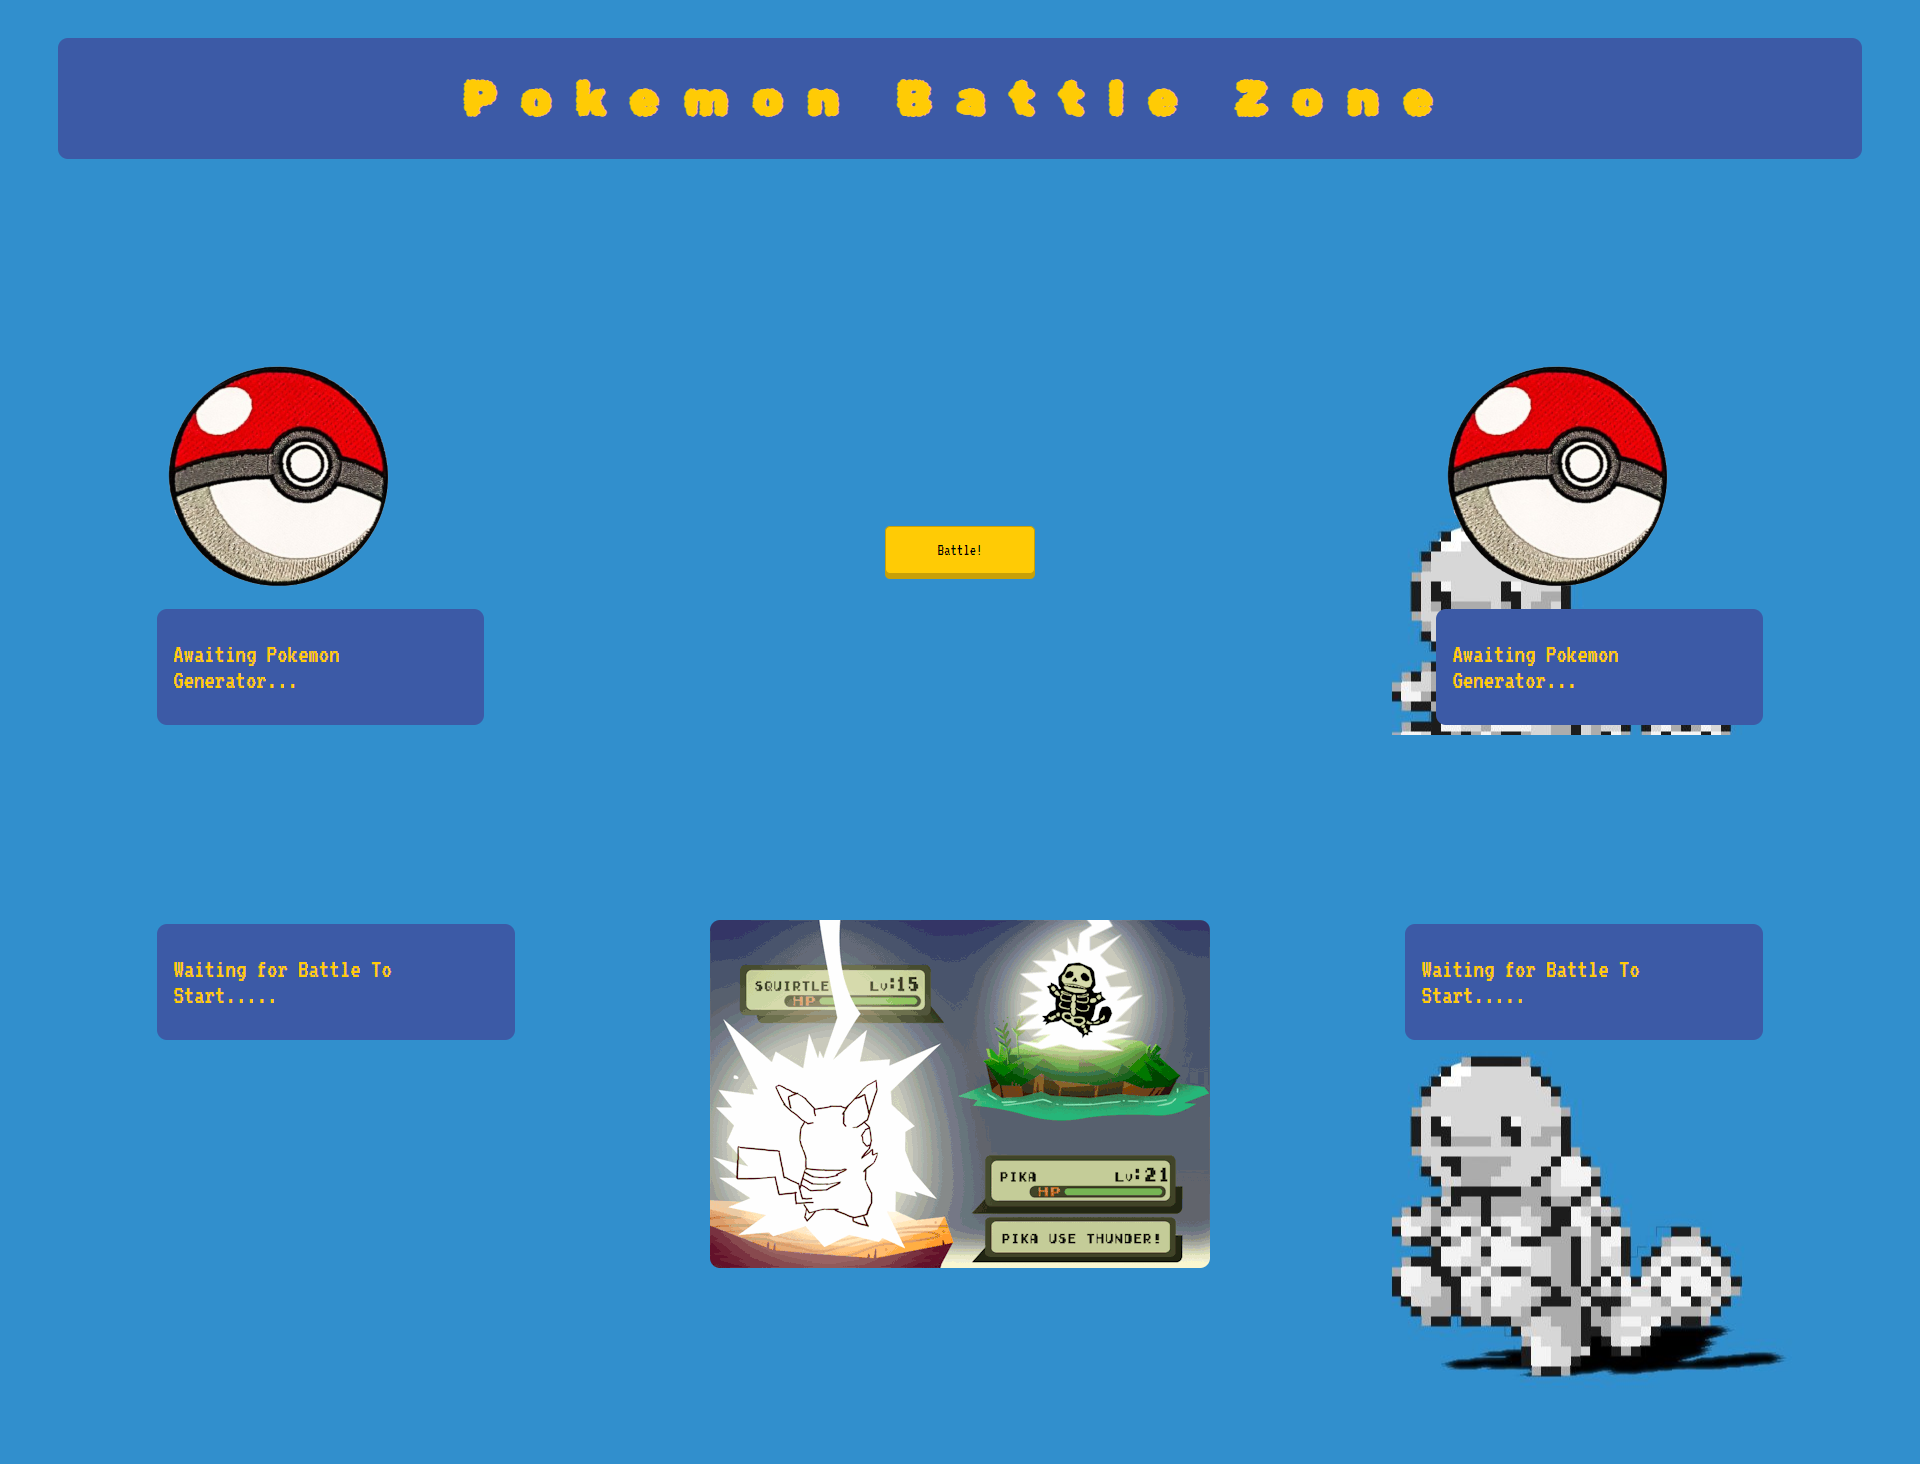 Pokemon Battle Zone
Battle!
Awaiting Pokemon
Generator...
Awaiting Pokemon
Generator...
Waiting for Battle To
Start.....
SQUIRTLE Lv:15
HP
PIKA Lv:21
HP
PIKA USE THUNDER!
Waiting for Battle To
Start.....